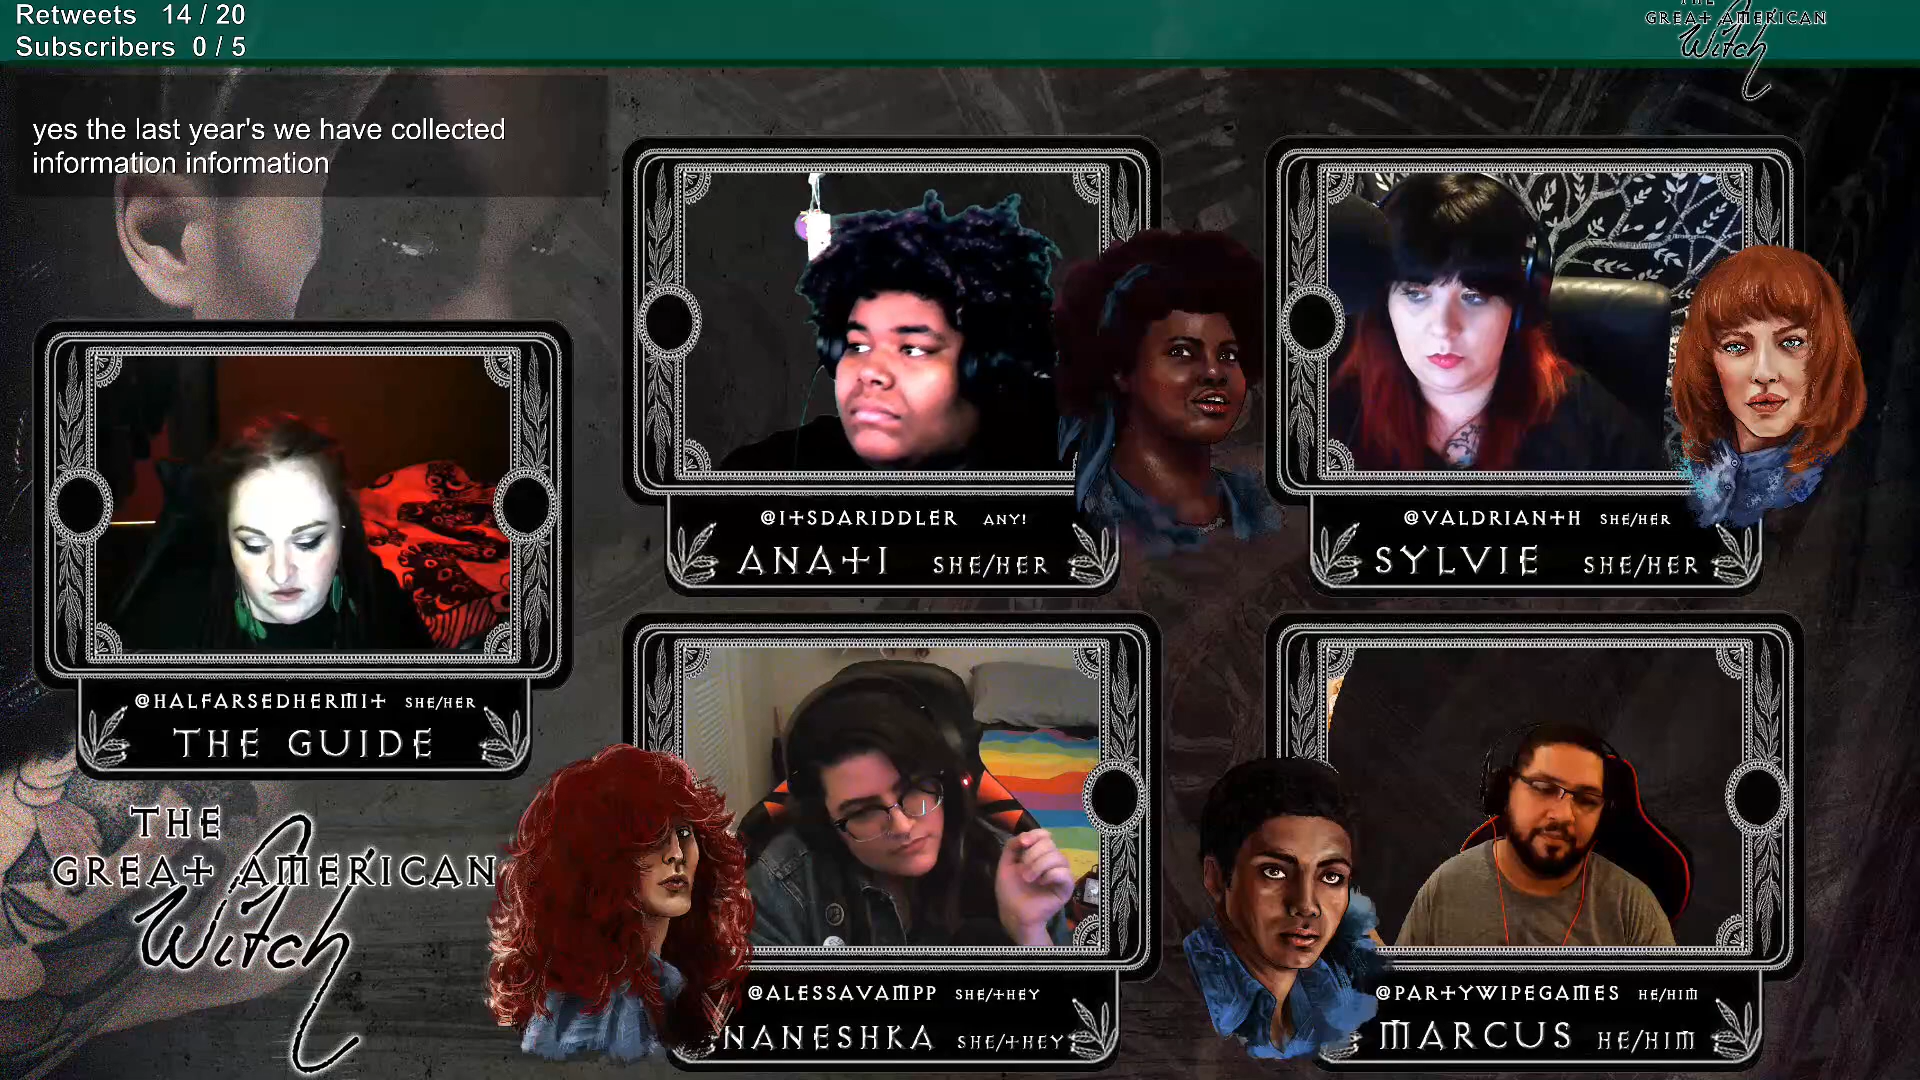 Retweets 14 / 20
Subscribers 0 / 5
THE
GREAT AMERICAN
Witch
yes the last year's we have collected
information information
@ITSDARIDDLER ANY!
ANATI SHE/HER
@VALDRIANTH SHE/HER
SYLVIE SHE/HER
@HALFARSEDHERMIT SHE/HER
THE GUIDE
THE
GREAT AMERICAN
Witch
@ALESSAVAMPP SHE/THEY
NANESHKA SHE/THEY
@PARTYWIPEGAMES HE/HIM
MARCUS HE/HIM